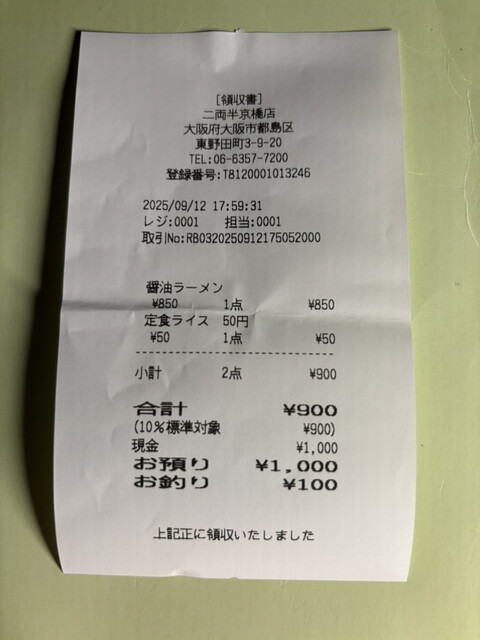 [領収書]
二両半京橋店
大阪府大阪市都島区
東野田町3-9-20
TEL:06-6357-7200
登録番号:T8120001013246
2025/09/12 17:59:31
レジ:0001 担当:0001
取引No:RB0320250912175052000
醤油ラーメン
¥850 1点 ¥850
定食ライス 50円
¥50 1点 ¥50
小計 2点 ¥900
合計 ¥900
(10%標準対象 ¥900)
現金 ¥1,000
お預り ¥1,000
お釣り ¥100
上記正に領収いたしました